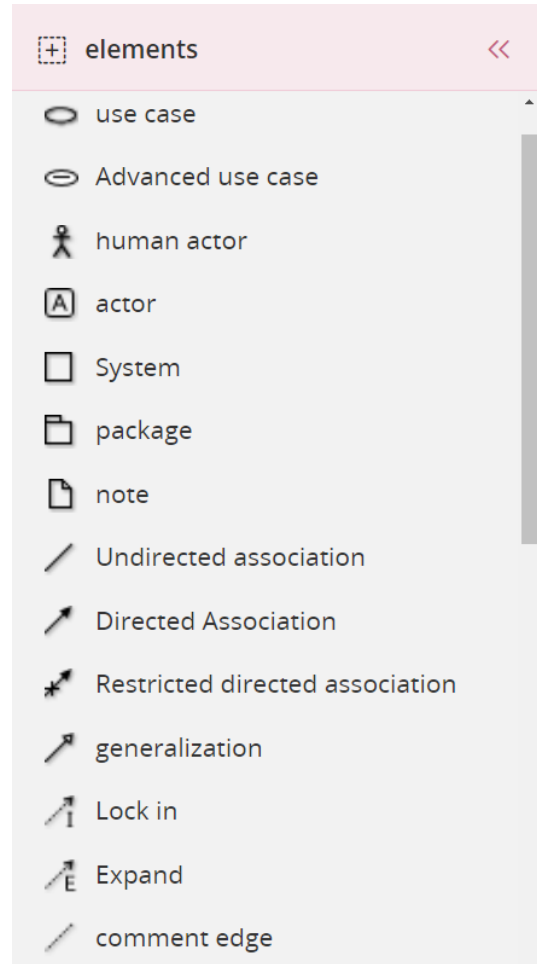 elements
use case
Advanced use case
human actor
A actor
System
package
note
Undirected association
Directed Association
Restricted directed association
generalization
I Lock in
E Expand
comment edge